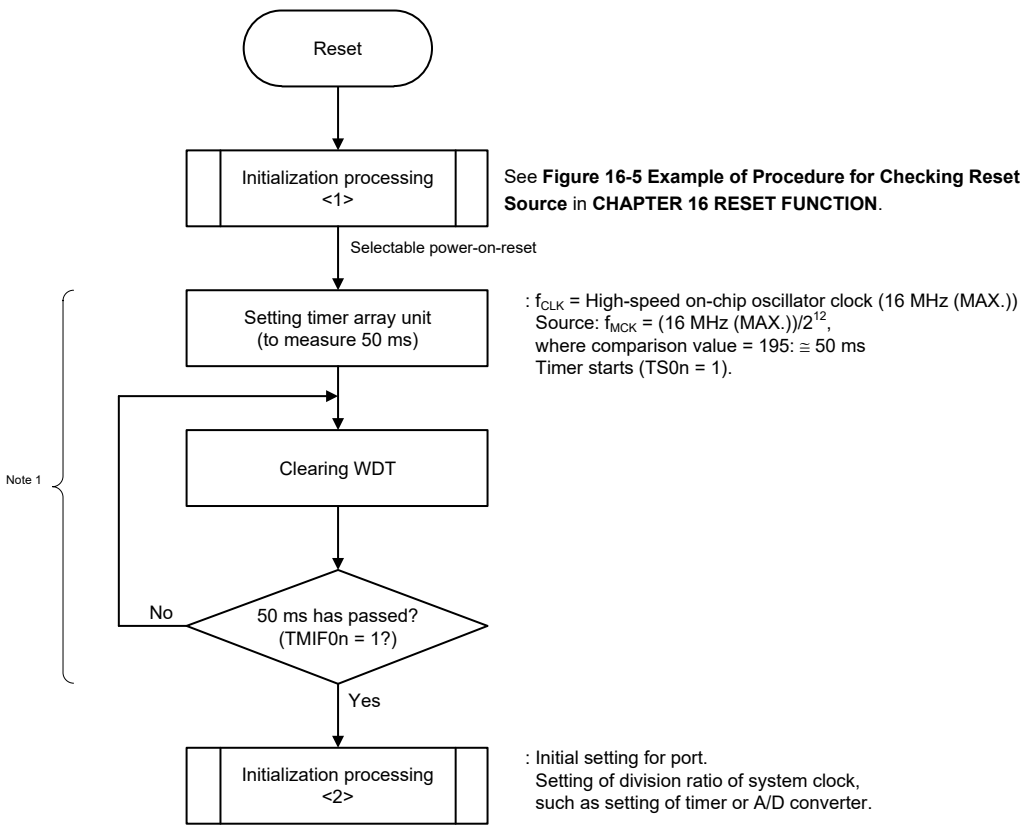 Reset
Initialization processing
<1>
See Figure 16-5 Example of Procedure for Checking Reset
Source in CHAPTER 16 RESET FUNCTION.
Selectable power-on-reset
Setting timer array unit
(to measure 50 ms)
: fCLK = High-speed on-chip oscillator clock (16 MHz (MAX.))
Source: fMCK = (16 MHz (MAX.))/2¹²,
where comparison value = 195: ≅ 50 ms
Timer starts (TS0n = 1).
Clearing WDT
Note 1
No
50 ms has passed?
(TMIF0n = 1?)
Yes
Initialization processing
<2>
: Initial setting for port.
Setting of division ratio of system clock,
such as setting of timer or A/D converter.